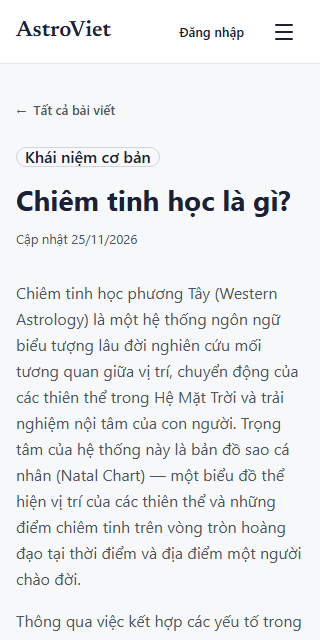 AstroViet
Đăng nhập
← Tất cả bài viết
Khái niệm cơ bản
Chiêm tinh học là gì?
Cập nhật 25/11/2026
Chiêm tinh học phương Tây (Western
Astrology) là một hệ thống ngôn ngữ
biểu tượng lâu đời nghiên cứu mối
tương quan giữa vị trí, chuyển động của
các thiên thể trong Hệ Mặt Trời và trải
nghiệm nội tâm của con người. Trọng
tâm của hệ thống này là bản đồ sao cá
nhân (Natal Chart) — một biểu đồ thể
hiện vị trí của các thiên thể và những
điểm chiêm tinh trên vòng tròn hoàng
đạo tại thời điểm và địa điểm một người
chào đời.
Thông qua việc kết hợp các yếu tố trong